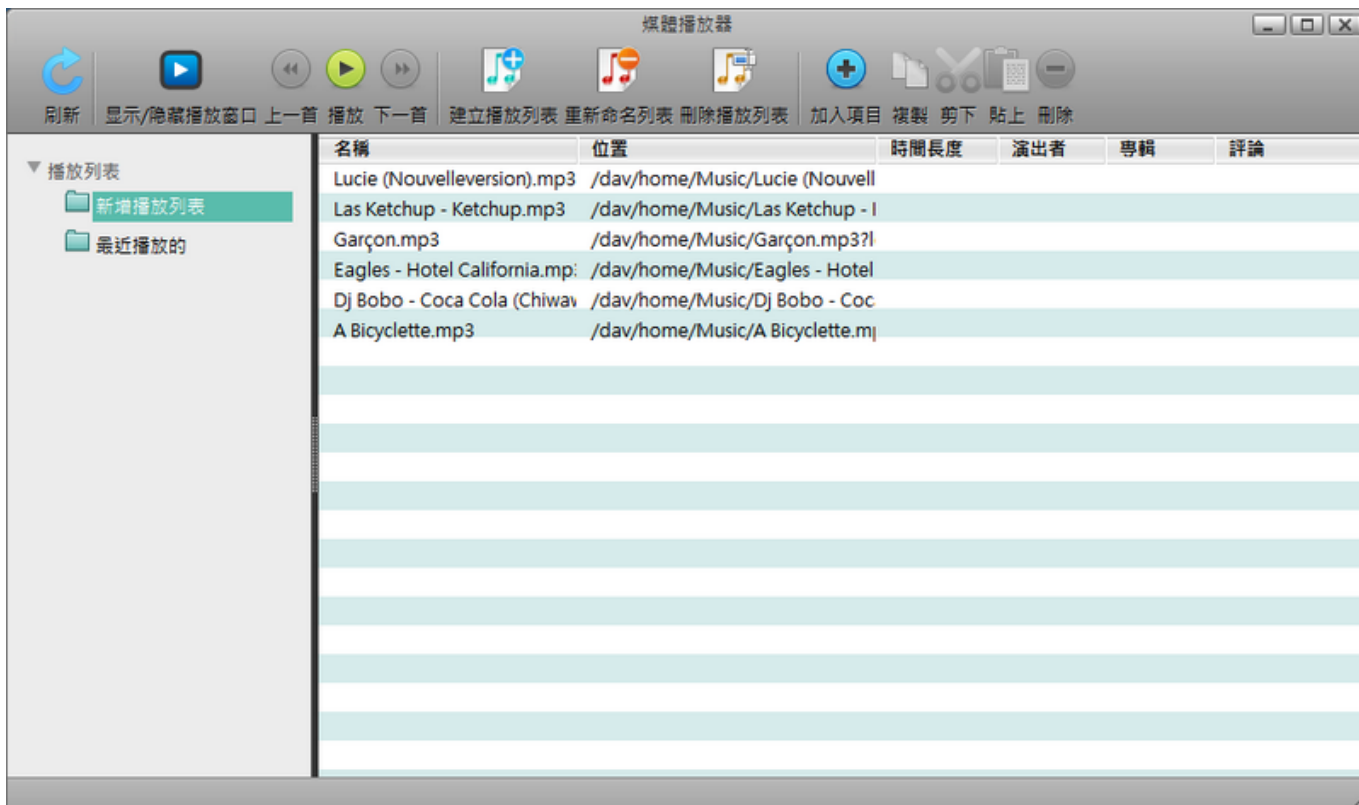 媒體播放器
刷新 显示/隐藏播放窗口 上一首 播放 下一首 建立播放列表 重新命名列表 刪除播放列表 加入項目 複製 剪下 貼上 刪除
播放列表
新增播放列表
最近播放的
名稱 位置 時間長度 演出者 專輯 評論
Lucie (Nouvelleversion).mp3 /dav/home/Music/Lucie (Nouvell
Las Ketchup - Ketchup.mp3 /dav/home/Music/Las Ketchup -
Garçon.mp3 /dav/home/Music/Garçon.mp3?l
Eagles - Hotel California.mp /dav/home/Music/Eagles - Hotel
Dj Bobo - Coca Cola (Chiwav /dav/home/Music/Dj Bobo - Coc
A Bicyclette.mp3 /dav/home/Music/A Bicyclette.m